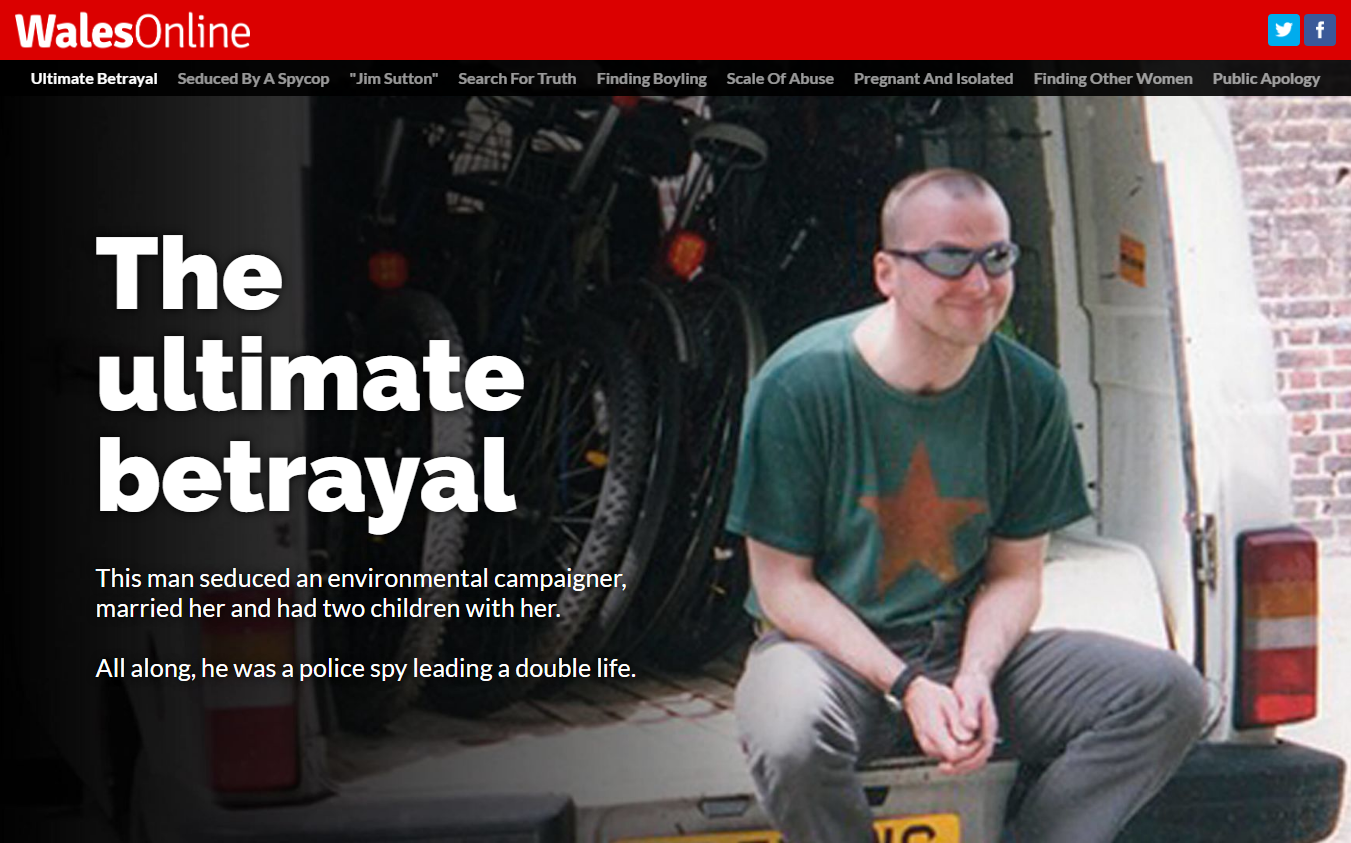 WalesOnline
Ultimate Betrayal Seduced By A Spycop "Jim Sutton" Search For Truth Finding Boyling Scale Of Abuse Pregnant And Isolated Finding Other Women Public Apology
The
ultimate
betrayal
This man seduced an environmental campaigner,
married her and had two children with her.
All along, he was a police spy leading a double life.